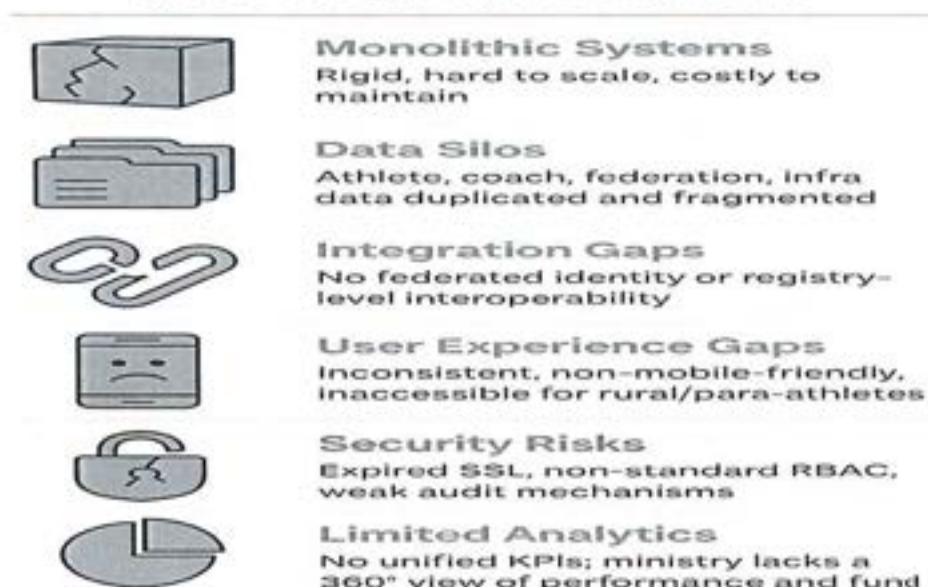 Monolithic Systems
Rigid, hard to scale, costly to
maintain
Data Silos
Athlete, coach, federation, infra
data duplicated and fragmented
Integration Gaps
No federated identity or registry-
level interoperability
User Experience Gaps
Inconsistent, non-mobile-friendly,
inaccessible for rural/para-athletes
Security Risks
Expired SSL, non-standard RBAC,
weak audit mechanisms
Limited Analytics
No unified KPIs; ministry lacks a
360° view of performance and fund